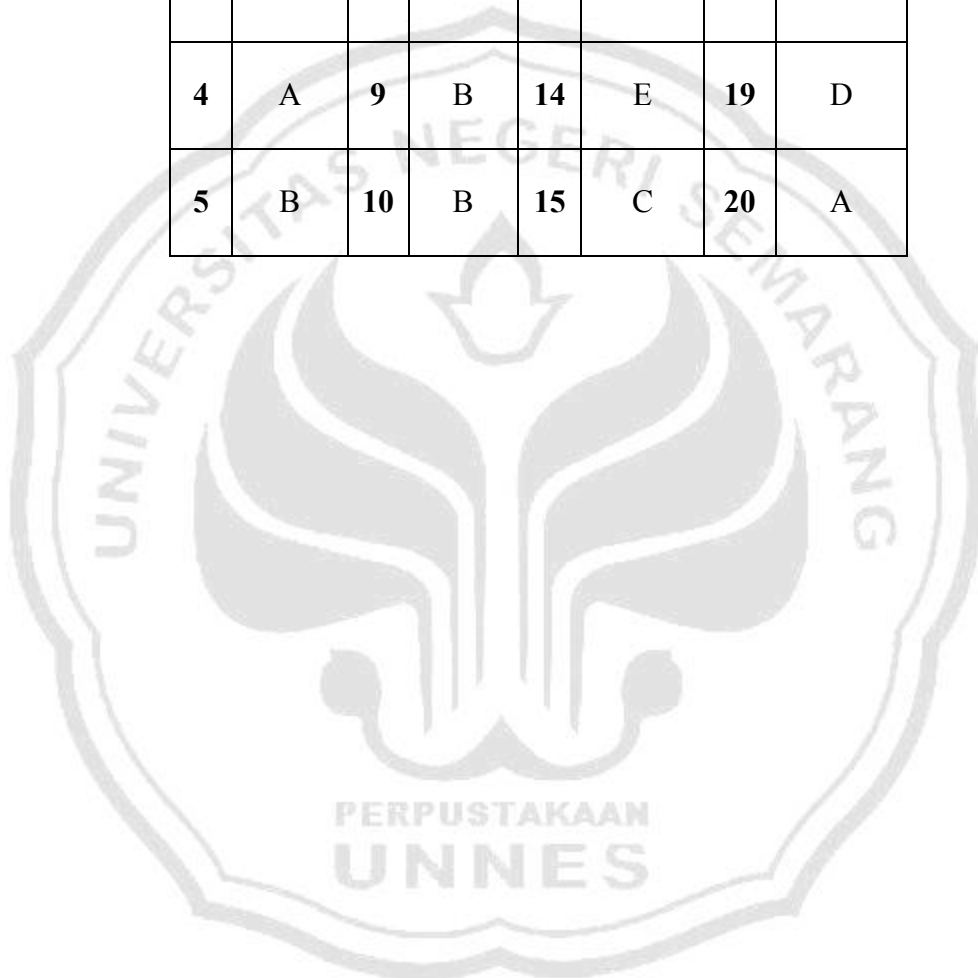 4 A 9 B 14 E 19 D
5 B 10 B 15 C 20 A
UNIVERSITAS NEGERI SEMARANG
PERPUSTAKAAN
UNNES